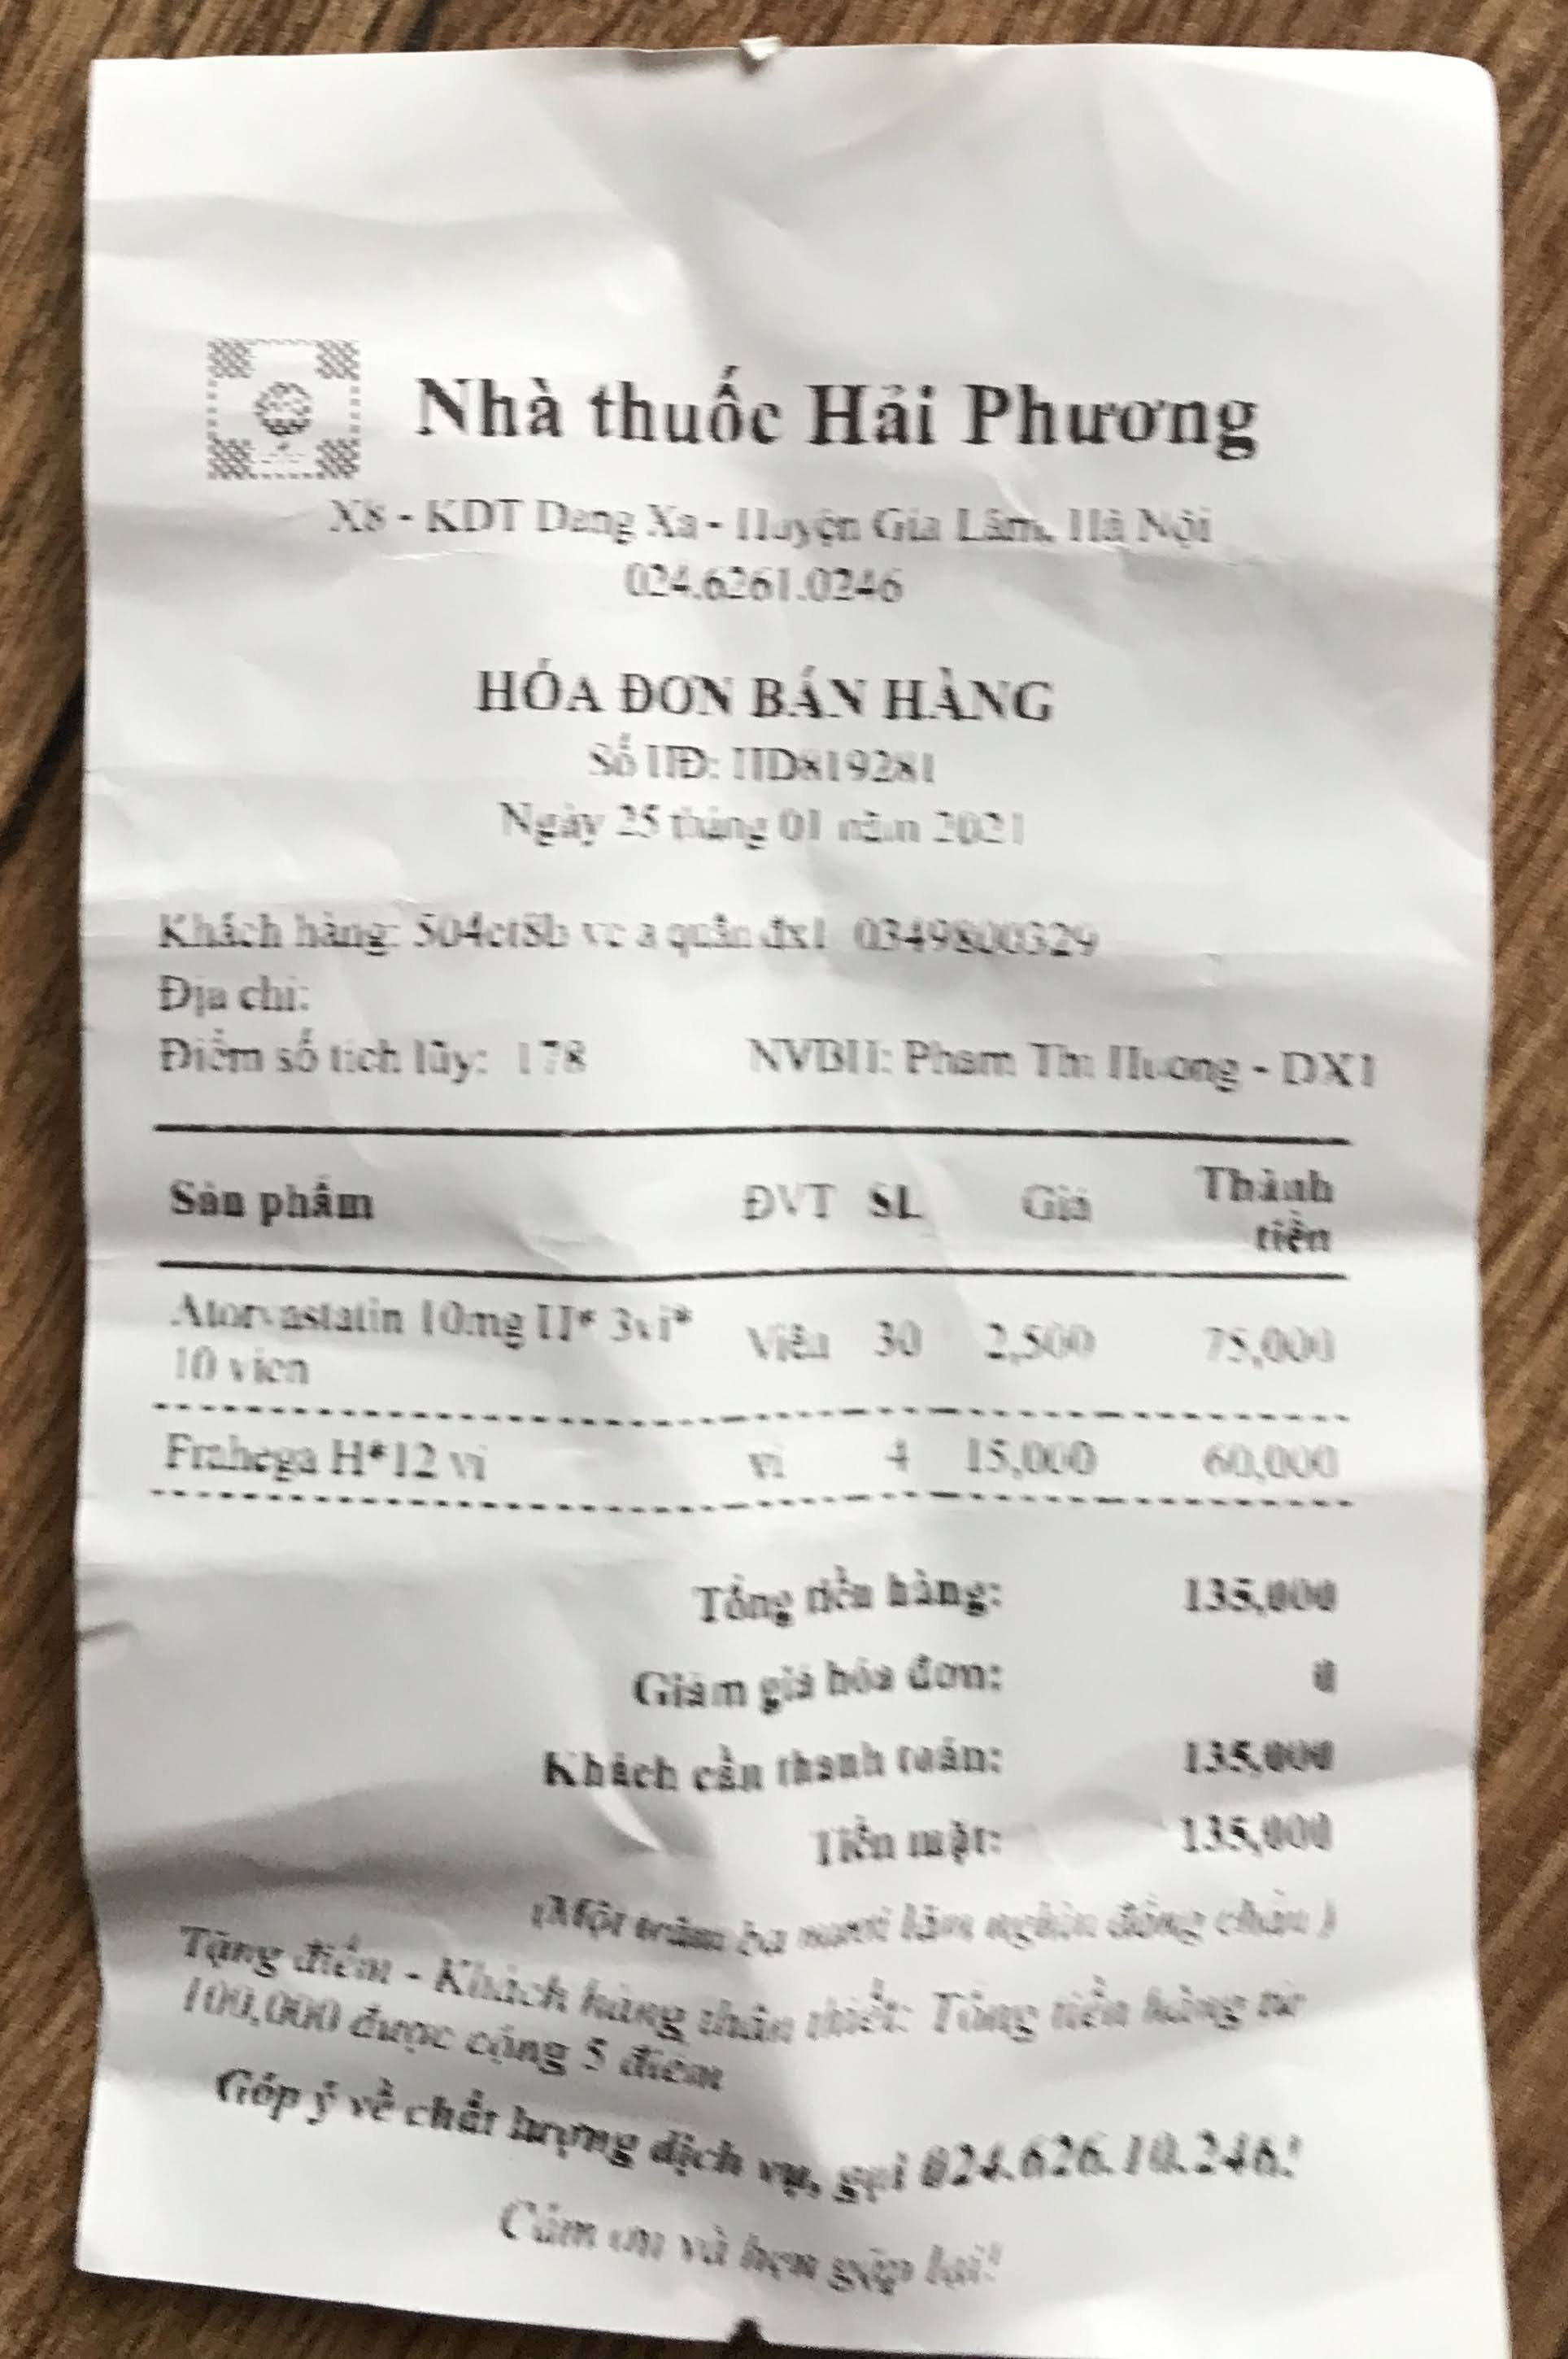 Nhà thuốc Hải Phương
X8 - KDT Dang Xa - Huyện Gia Lâm, Hà Nội
024.6261.0246
HÓA ĐƠN BÁN HÀNG
Số HĐ: HD819281
Ngày 25 tháng 01 năm 2021
Khách hàng: 504ct8b vc a quân đx1 0349800329
Địa chỉ:
Điểm số tích lũy: 178 NVBH: Pham Thi Huong - DX1
Sản phẩm ĐVT SL Giá Thành tiền
Atorvastatin 10mg H* 3vi* Viên 30 2,500 75,000
10 vien
Frahega H*12 vi vi 4 15,000 60,000
Tổng tiền hàng: 135,000
Giảm giá hóa đơn: 0
Khách cần thanh toán: 135,000
Tiền mặt: 135,000
(Một trăm ba mươi lăm nghìn đồng chẵn )
Tặng điểm - Khách hàng thân thiết: Tổng tiền hàng từ
100,000 được cộng 5 điểm
Góp ý về chất lượng dịch vụ, gọi 024.626.10.246!
Cảm ơn và hẹn gặp lại!